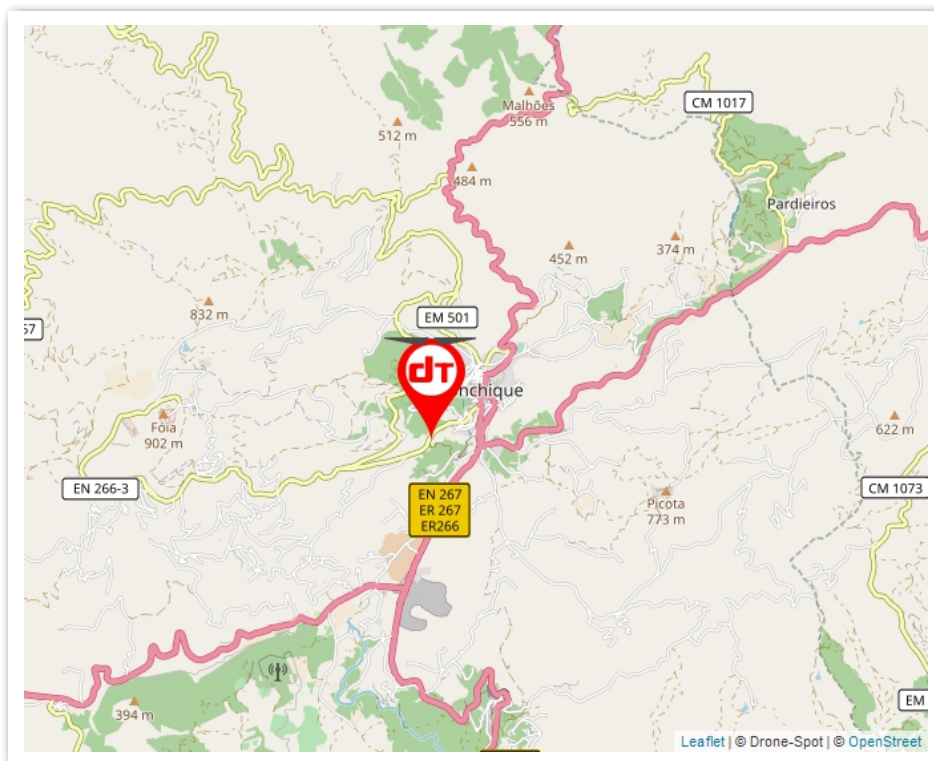 Malhões
556 m
CM 1017
512 m
484 m
Pardieiros
374 m
452 m
832 m
57
EM 501
dT
nchique
Fóia
902 m
622 m
EN 266-3
EN 267
ER 267
ER266
Picota
773 m
CM 1073
394 m
EM
Leaflet | © Drone-Spot | © OpenStreet